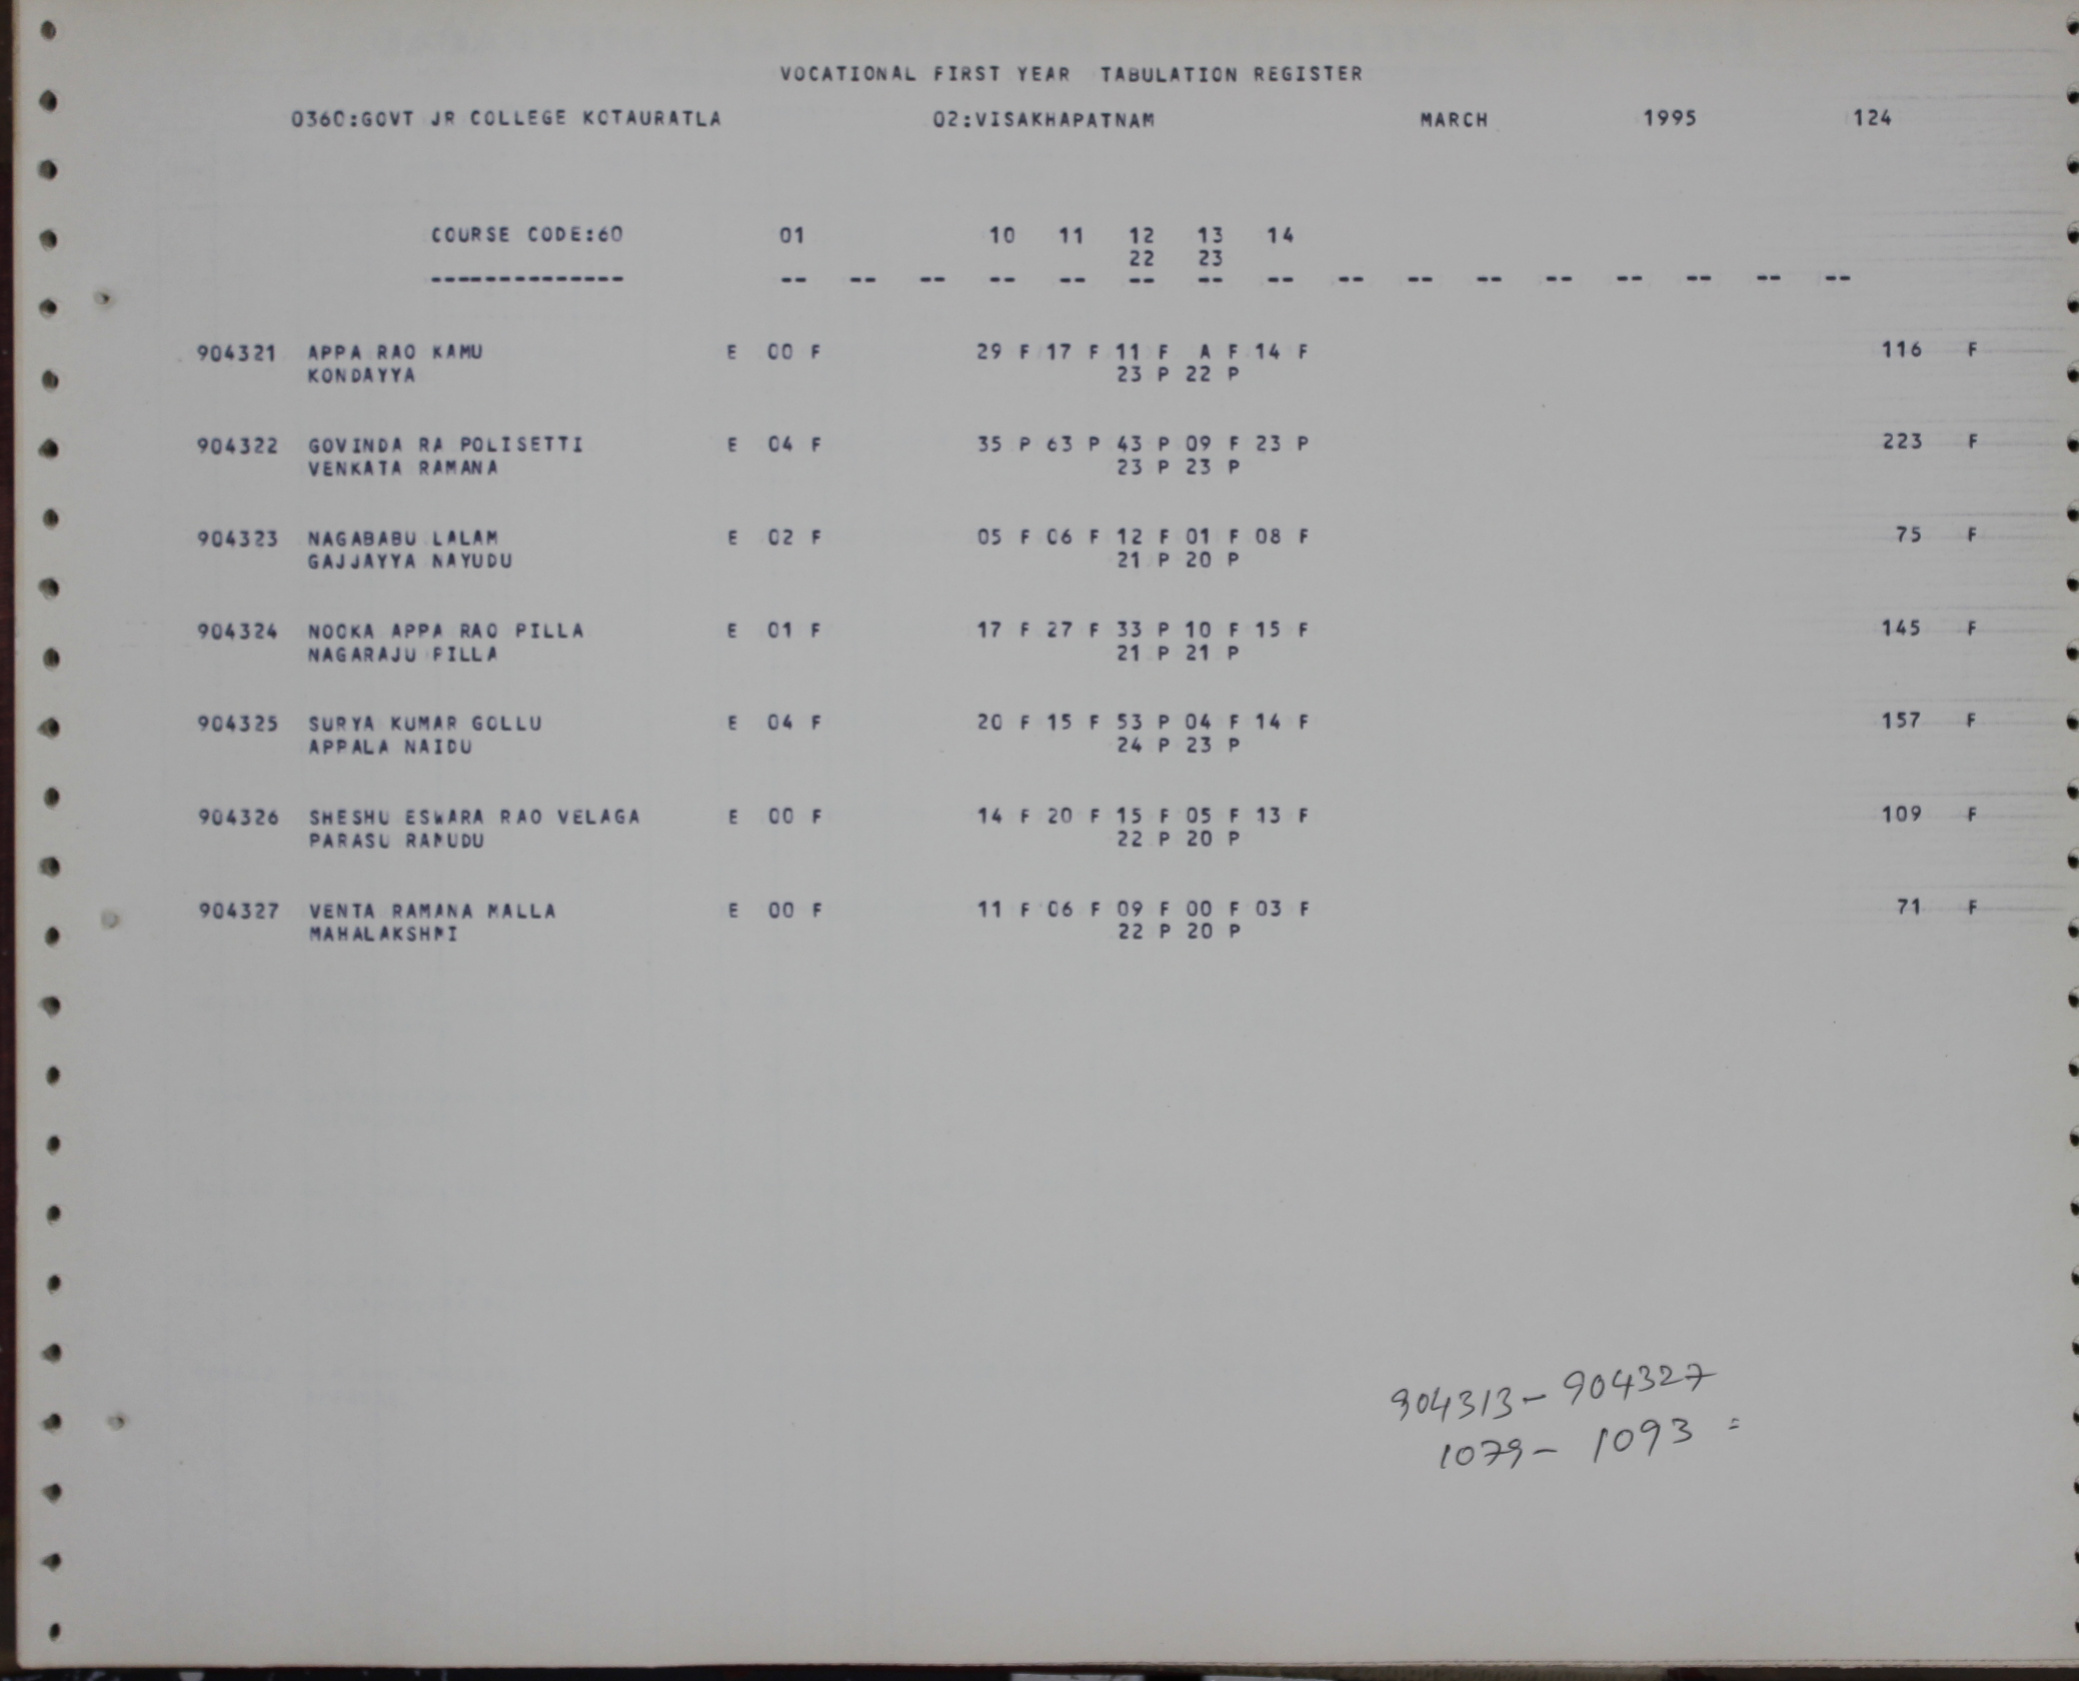 VOCATIONAL FIRST YEAR TABULATION REGISTER
0360:GOVT JR COLLEGE KOTAURATLA 02:VISAKHAPATNAM MARCH 1995 124
COURSE CODE:60 01 10 11 12 13 14
22 23
-------------- -- -- -- -- -- -- -- -- -- -- -- -- -- -- -- --
904321 APPA RAO KAMU E 00 F 29 F 17 F 11 F A F 14 F 116 F
KONDAYYA 23 P 22 P
904322 GOVINDA RA POLISETTI E 04 F 35 P 63 P 43 P 09 F 23 P 223 F
VENKATA RAMANA 23 P 23 P
904323 NAGABABU LALAM E 02 F 05 F 06 F 12 F 01 F 08 F 75 F
GAJJAYYA NAYUDU 21 P 20 P
904324 NOOKA APPA RAO PILLA E 01 F 17 F 27 F 33 P 10 F 15 F 145 F
NAGARAJU PILLA 21 P 21 P
904325 SURYA KUMAR GOLLU E 04 F 20 F 15 F 53 P 04 F 14 F 157 F
APPALA NAIDU 24 P 23 P
904326 SHESHU ESWARA RAO VELAGA E 00 F 14 F 20 F 15 F 05 F 13 F 109 F
PARASU RAMUDU 22 P 20 P
904327 VENTA RAMANA MALLA E 00 F 11 F 06 F 09 F 00 F 03 F 71 F
MAHALAKSHMI 22 P 20 P
904313 - 904327
1079 - 1093 =